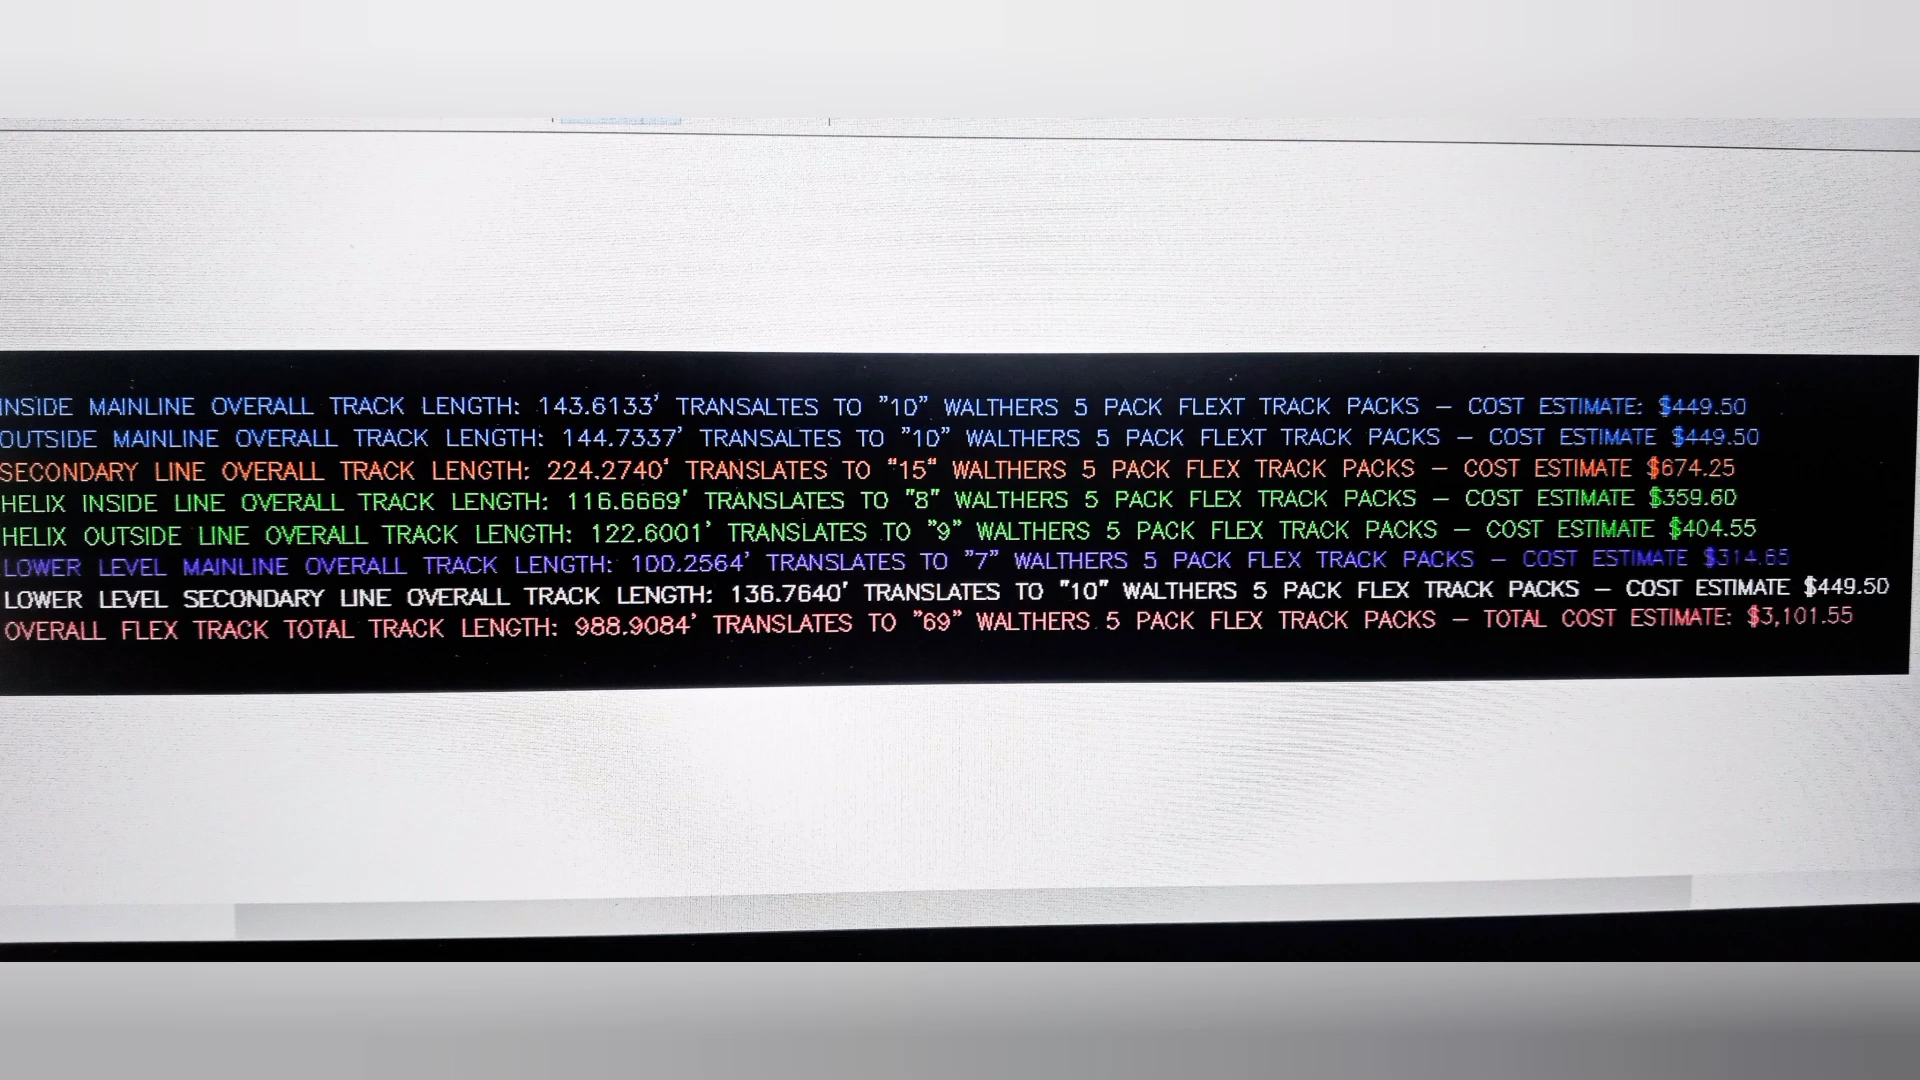 INSIDE MAINLINE OVERALL TRACK LENGTH: 143.6133' TRANSALTES TO "10" WALTHERS 5 PACK FLEXT TRACK PACKS – COST ESTIMATE: $449.50
OUTSIDE MAINLINE OVERALL TRACK LENGTH: 144.7337' TRANSALTES TO "10" WALTHERS 5 PACK FLEXT TRACK PACKS – COST ESTIMATE $449.50
SECONDARY LINE OVERALL TRACK LENGTH: 224.2740' TRANSLATES TO "15" WALTHERS 5 PACK FLEX TRACK PACKS – COST ESTIMATE $674.25
HELIX INSIDE LINE OVERALL TRACK LENGTH: 116.6669' TRANSLATES TO "8" WALTHERS 5 PACK FLEX TRACK PACKS – COST ESTIMATE $359.60
HELIX OUTSIDE LINE OVERALL TRACK LENGTH: 122.6001' TRANSLATES TO "9" WALTHERS 5 PACK FLEX TRACK PACKS – COST ESTIMATE $404.55
LOWER LEVEL MAINLINE OVERALL TRACK LENGTH: 100.2564' TRANSLATES TO "7" WALTHERS 5 PACK FLEX TRACK PACKS – COST ESTIMATE $314.65
LOWER LEVEL SECONDARY LINE OVERALL TRACK LENGTH: 136.7640' TRANSLATES TO "10" WALTHERS 5 PACK FLEX TRACK PACKS – COST ESTIMATE $449.50
OVERALL FLEX TRACK TOTAL TRACK LENGTH: 988.9084' TRANSLATES TO "69" WALTHERS 5 PACK FLEX TRACK PACKS – TOTAL COST ESTIMATE: $3,101.55